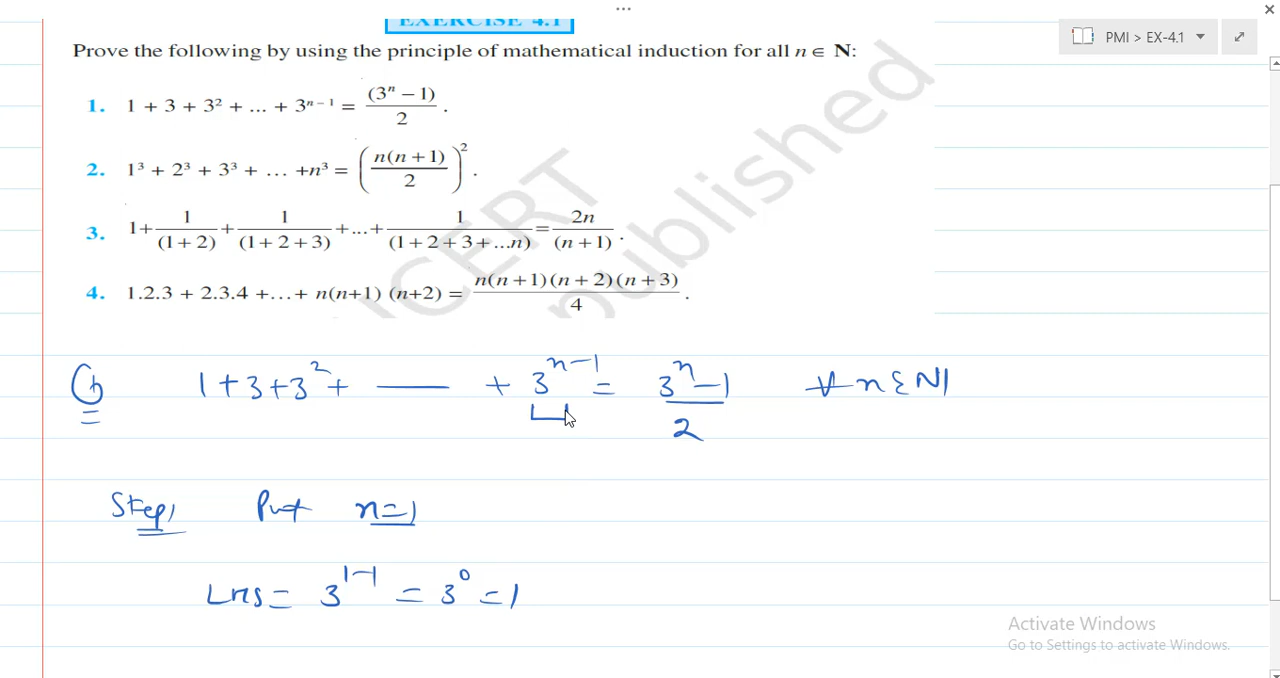 ...
EXERCISE 4.1
PMI > EX-4.1
Prove the following by using the principle of mathematical induction for all n ∈ N:
1. 1 + 3 + 3² + ... + 3ⁿ⁻¹ = (3ⁿ − 1)/2 .
2. 1³ + 2³ + 3³ + … +n³ = (n(n+1)/2)² .
3. 1+ 1/(1+2) + 1/(1+2+3) +...+ 1/(1+2+3+...n) = 2n/(n+1) .
4. 1.2.3 + 2.3.4 +...+ n(n+1) (n+2) = n(n+1)(n+2)(n+3)/4 .
NCERT
published
① 1+3+3²+ —— + 3ⁿ⁻¹ = (3ⁿ−1)/2 ∀ n ∈ N
Step 1 Put n=1
LHS = 3¹⁻¹ = 3⁰ = 1
Activate Windows
Go to Settings to activate Windows.